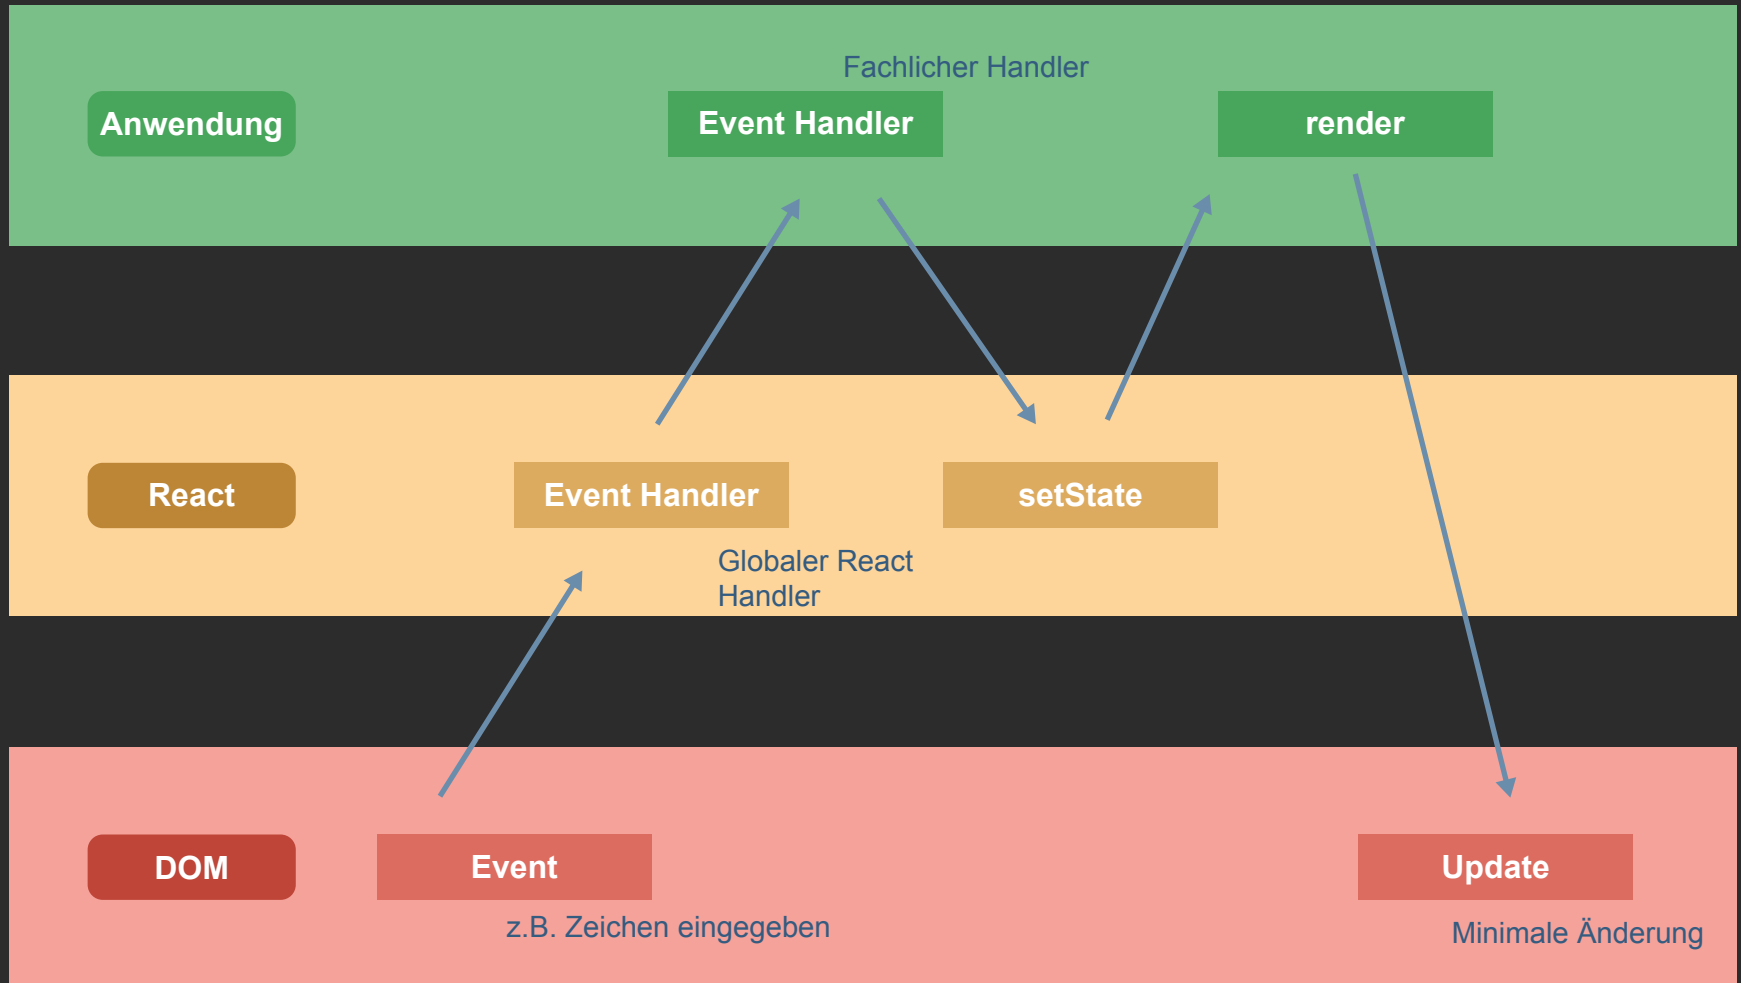 Fachlicher Handler
Anwendung
Event Handler
render
React
Event Handler
setState
Globaler React
Handler
DOM
Event
Update
z.B. Zeichen eingegeben
Minimale Änderung